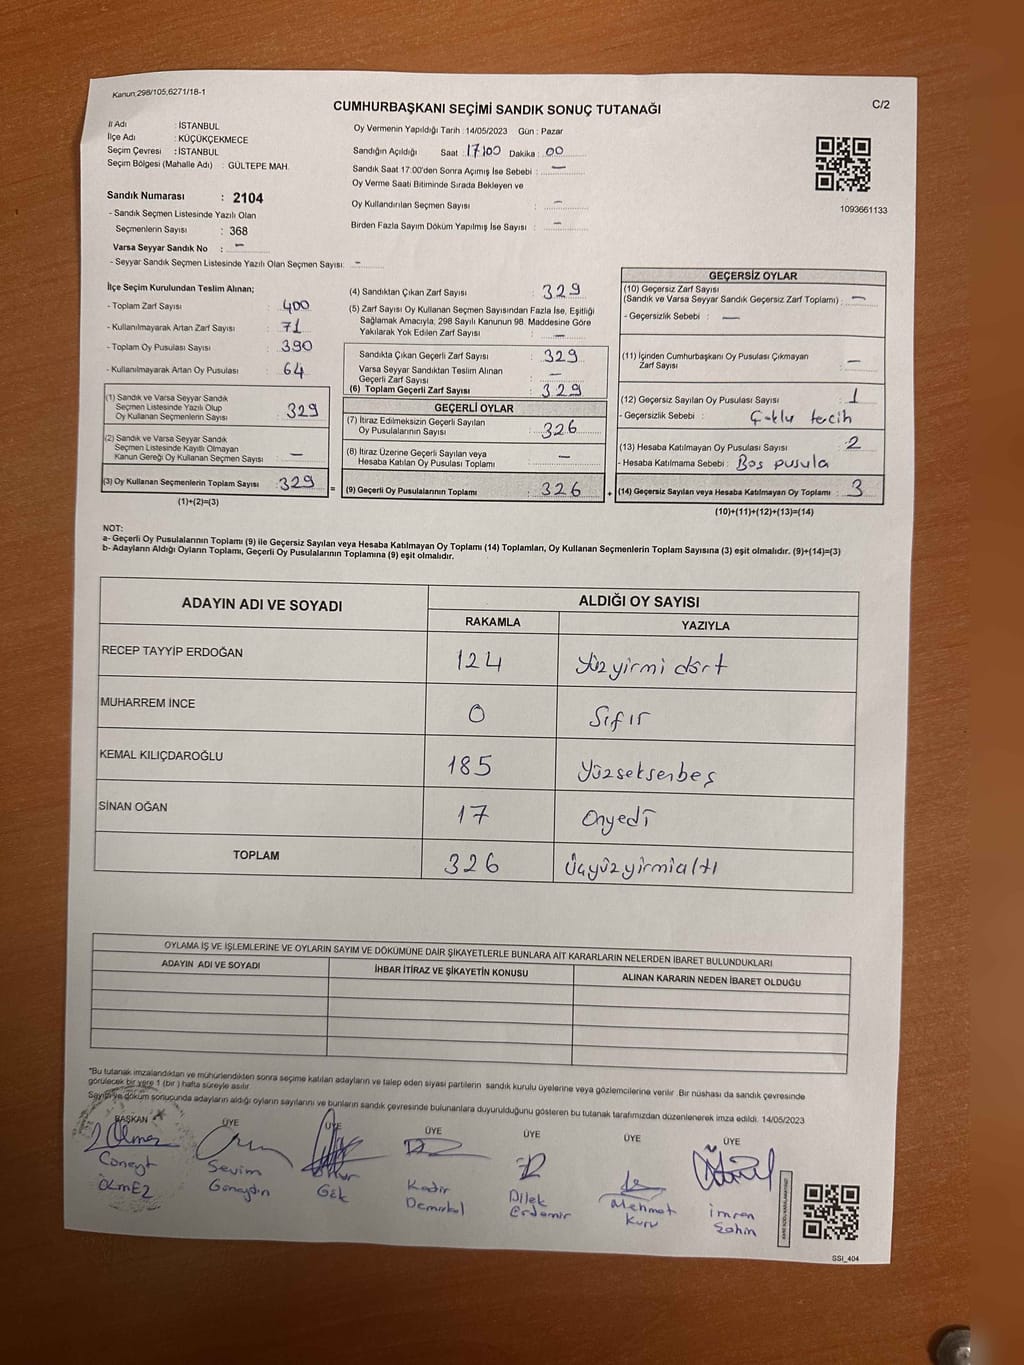 Kanun,298/105,6271/18-1
CUMHURBAŞKANI SEÇİMİ SANDIK SONUÇ TUTANAĞI
C/2
İl Adı : İSTANBUL
İlçe Adı : KÜÇÜKÇEKMECE
Seçim Çevresi : İSTANBUL
Seçim Bölgesi (Mahalle Adı) : GÜLTEPE MAH.
Sandık Numarası : 2104
- Sandık Seçmen Listesinde Yazılı Olan
Seçmenlerin Sayısı : 368
Varsa Seyyar Sandık No : -
- Seyyar Sandık Seçmen Listesinde Yazılı Olan Seçmen Sayısı: -
Oy Vermenin Yapıldığı Tarih : 14/05/2023 Gün : Pazar
Sandığın Açıldığı Saat : 17:00 Dakika : 00
Sandık Saat 17:00'den Sonra Açımış İse Sebebi : -
Oy Verme Saati Bitiminde Sırada Bekleyen ve
Oy Kullandırılan Seçmen Sayısı : -
Birden Fazla Sayım Döküm Yapılmış İse Sayısı : -
1093661133
İlçe Seçim Kurulundan Teslim Alınan;
- Toplam Zarf Sayısı : 400
- Kullanılmayarak Artan Zarf Sayısı : 71
- Toplam Oy Pusulası Sayısı : 390
- Kullanılmayarak Artan Oy Pusulası : 64
(1) Sandık ve Varsa Seyyar Sandık
Seçmen Listesinde Yazılı Olup
Oy Kullanan Seçmenlerin Sayısı : 329
(2) Sandık ve Varsa Seyyar Sandık
Seçmen Listesinde Kayıtlı Olmayan
Kanun Gereği Oy Kullanan Seçmen Sayısı : -
(3) Oy Kullanan Seçmenlerin Toplam Sayısı : 329
(1)+(2)=(3)
(4) Sandıktan Çıkan Zarf Sayısı : 329
(5) Zarf Sayısı Oy Kullanan Seçmen Sayısından Fazla İse, Eşitliği
Sağlamak Amacıyla, 298 Sayılı Kanunun 98. Maddesine Göre
Yakılarak Yok Edilen Zarf Sayısı : -
Sandıkta Çıkan Geçerli Zarf Sayısı : 329
Varsa Seyyar Sandıktan Teslim Alınan
Geçerli Zarf Sayısı : -
(6) Toplam Geçerli Zarf Sayısı : 329
GEÇERLİ OYLAR
(7) İtiraz Edilmeksizin Geçerli Sayılan
Oy Pusulalarının Sayısı : 326
(8) İtiraz Üzerine Geçerli Sayılan veya
Hesaba Katılan Oy Pusulası Toplamı : -
= (9) Geçerli Oy Pusulalarının Toplamı : 326 +
GEÇERSİZ OYLAR
(10) Geçersiz Zarf Sayısı
(Sandık ve Varsa Seyyar Sandık Geçersiz Zarf Toplamı) : -
- Geçersizlik Sebebi : -
(11) İçinden Cumhurbaşkanı Oy Pusulası Çıkmayan
Zarf Sayısı : -
(12) Geçersiz Sayılan Oy Pusulası Sayısı : 1
- Geçersizlik Sebebi : Çoklu tercih
(13) Hesaba Katılmayan Oy Pusulası Sayısı : 2
- Hesaba Katılmama Sebebi : Boş pusula
(14) Geçersiz Sayılan veya Hesaba Katılmayan Oy Toplamı : 3
(10)+(11)+(12)+(13)=(14)
NOT:
a- Geçerli Oy Pusulalarının Toplamı (9) ile Geçersiz Sayılan veya Hesaba Katılmayan Oy Toplamı (14) Toplamları, Oy Kullanan Seçmenlerin Toplam Sayısına (3) eşit olmalıdır. (9)+(14)=(3)
b- Adayların Aldığı Oyların Toplamı, Geçerli Oy Pusulalarının Toplamına (9) eşit olmalıdır.
ADAYIN ADI VE SOYADI ALDIĞI OY SAYISI
RAKAMLA YAZIYLA
RECEP TAYYİP ERDOĞAN 124 Yüzyirmi dört
MUHARREM İNCE 0 Sıfır
KEMAL KILIÇDAROĞLU 185 Yüzseksenbeş
SİNAN OĞAN 17 Onyedi
TOPLAM 326 Üçyüzyirmialtı
OYLAMA İŞ VE İŞLEMLERİNE VE OYLARIN SAYIM VE DÖKÜMÜNE DAİR ŞİKAYETLERLE BUNLARA AİT KARARLARIN NELERDEN İBARET BULUNDUKLARI
ADAYIN ADI VE SOYADI İHBAR İTİRAZ VE ŞİKAYETİN KONUSU ALINAN KARARIN NEDEN İBARET OLDUĞU
*Bu tutanak imzalandıktan ve mühürlendikten sonra seçime katılan adayların ve talep eden siyasi partilerin sandık kurulu üyelerine veya gözlemcilerine verilir. Bir nüshası da sandık çevresinde
görülecek bir yere 1 (bir) hafta süreyle asılır.
Sayım ve döküm sonucunda adayların aldığı oyların sayılarını ve bunların sandık çevresinde bulunanlara duyurulduğunu gösteren bu tutanak tarafımızdan düzenlenerek imza edildi. 14/05/2023
BAŞKAN ÜYE ÜYE ÜYE ÜYE ÜYE ÜYE
Cüneyt ÖLMEZ
Sevim Günaydın
Onur Gök
Kadir
Dilek Erdemir
Mehmet Kuru
İmren Şahin
SSI_404